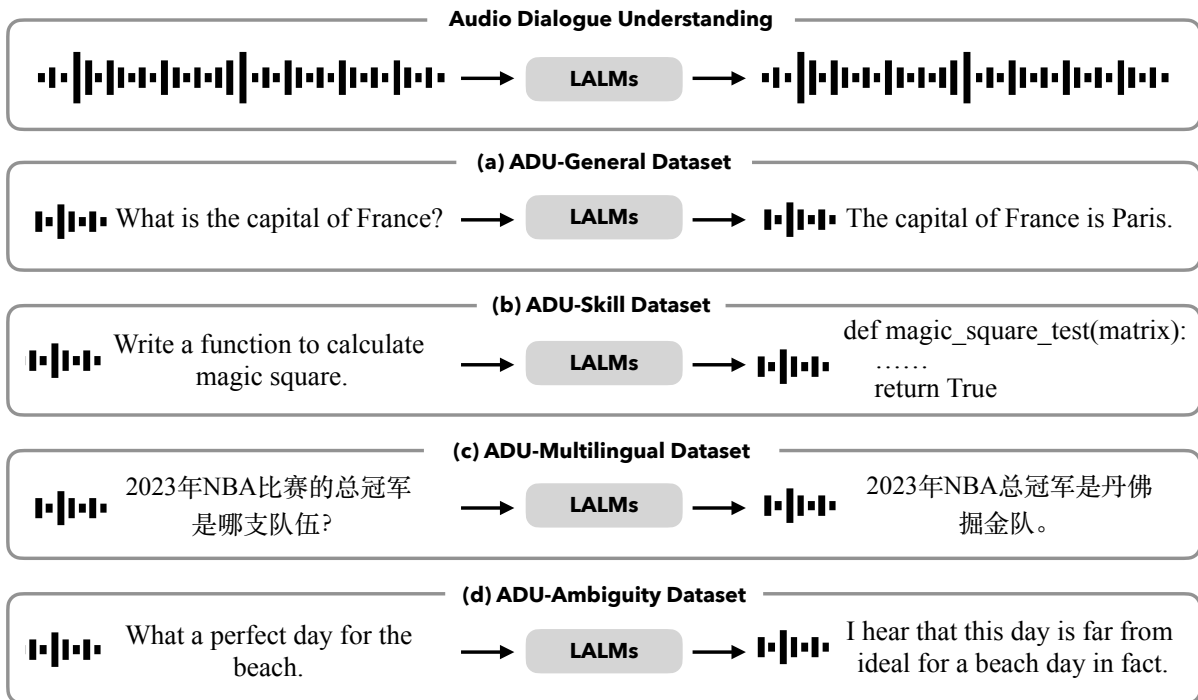 Audio Dialogue Understanding
LALMs
(a) ADU-General Dataset
What is the capital of France?
LALMs
The capital of France is Paris.
(b) ADU-Skill Dataset
Write a function to calculate
magic square.
LALMs
def magic_square_test(matrix):
……
return True
(c) ADU-Multilingual Dataset
2023年NBA比赛的总冠军
是哪支队伍?
LALMs
2023年NBA总冠军是丹佛
掘金队。
(d) ADU-Ambiguity Dataset
What a perfect day for the
beach.
LALMs
I hear that this day is far from
ideal for a beach day in fact.